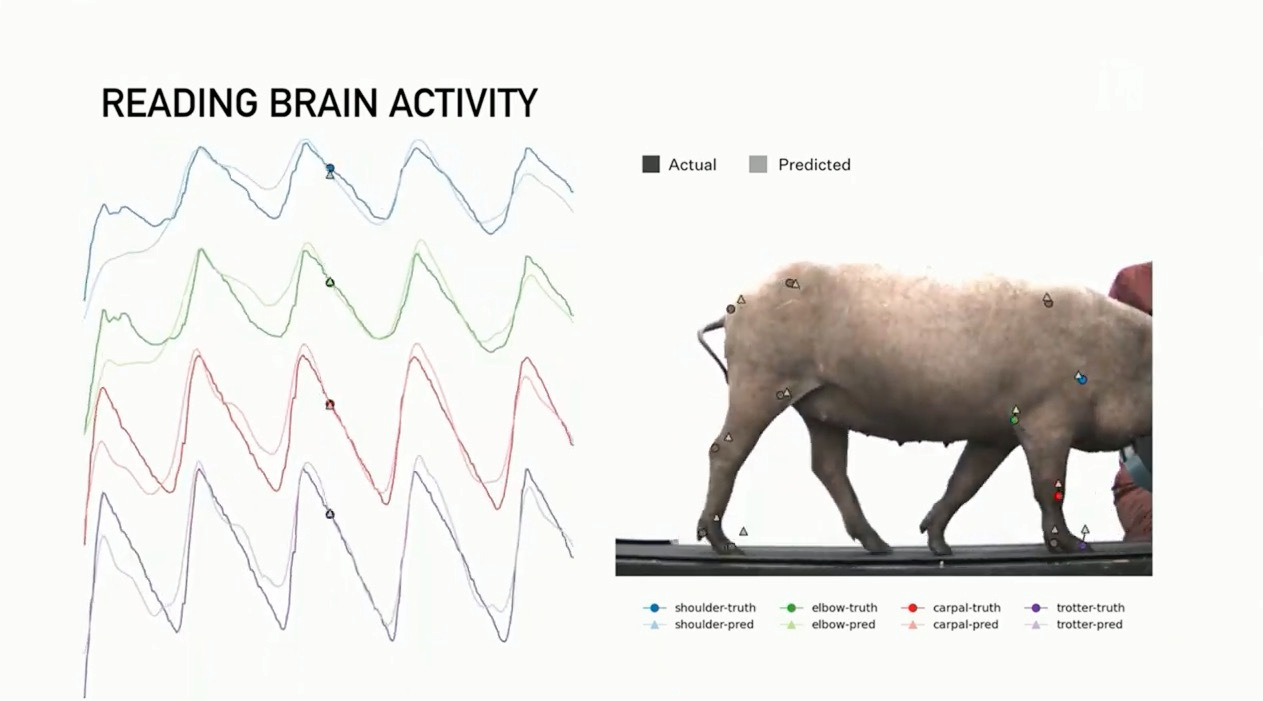 READING BRAIN ACTIVITY
Actual Predicted
shoulder-truth elbow-truth carpal-truth trotter-truth
shoulder-pred elbow-pred carpal-pred trotter-pred